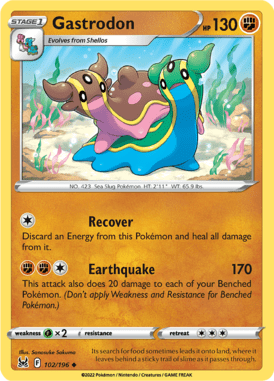 STAGE 1 Gastrodon HP 130
Evolves from Shellos
NO. 423 Sea Slug Pokémon HT: 2'11" WT: 65.9 lbs.
Recover
Discard an Energy from this Pokémon and heal all damage
from it.
Earthquake 170
This attack also does 20 damage to each of your Benched
Pokémon. (Don't apply Weakness and Resistance for Benched
Pokémon.)
weakness ×2 resistance retreat
Illus. Sanosuke Sakuma
F 102/196
Its search for food sometimes leads it onto land, where it
leaves behind a sticky trail of slime as it passes through.
©2022 Pokémon / Nintendo / Creatures / GAME FREAK